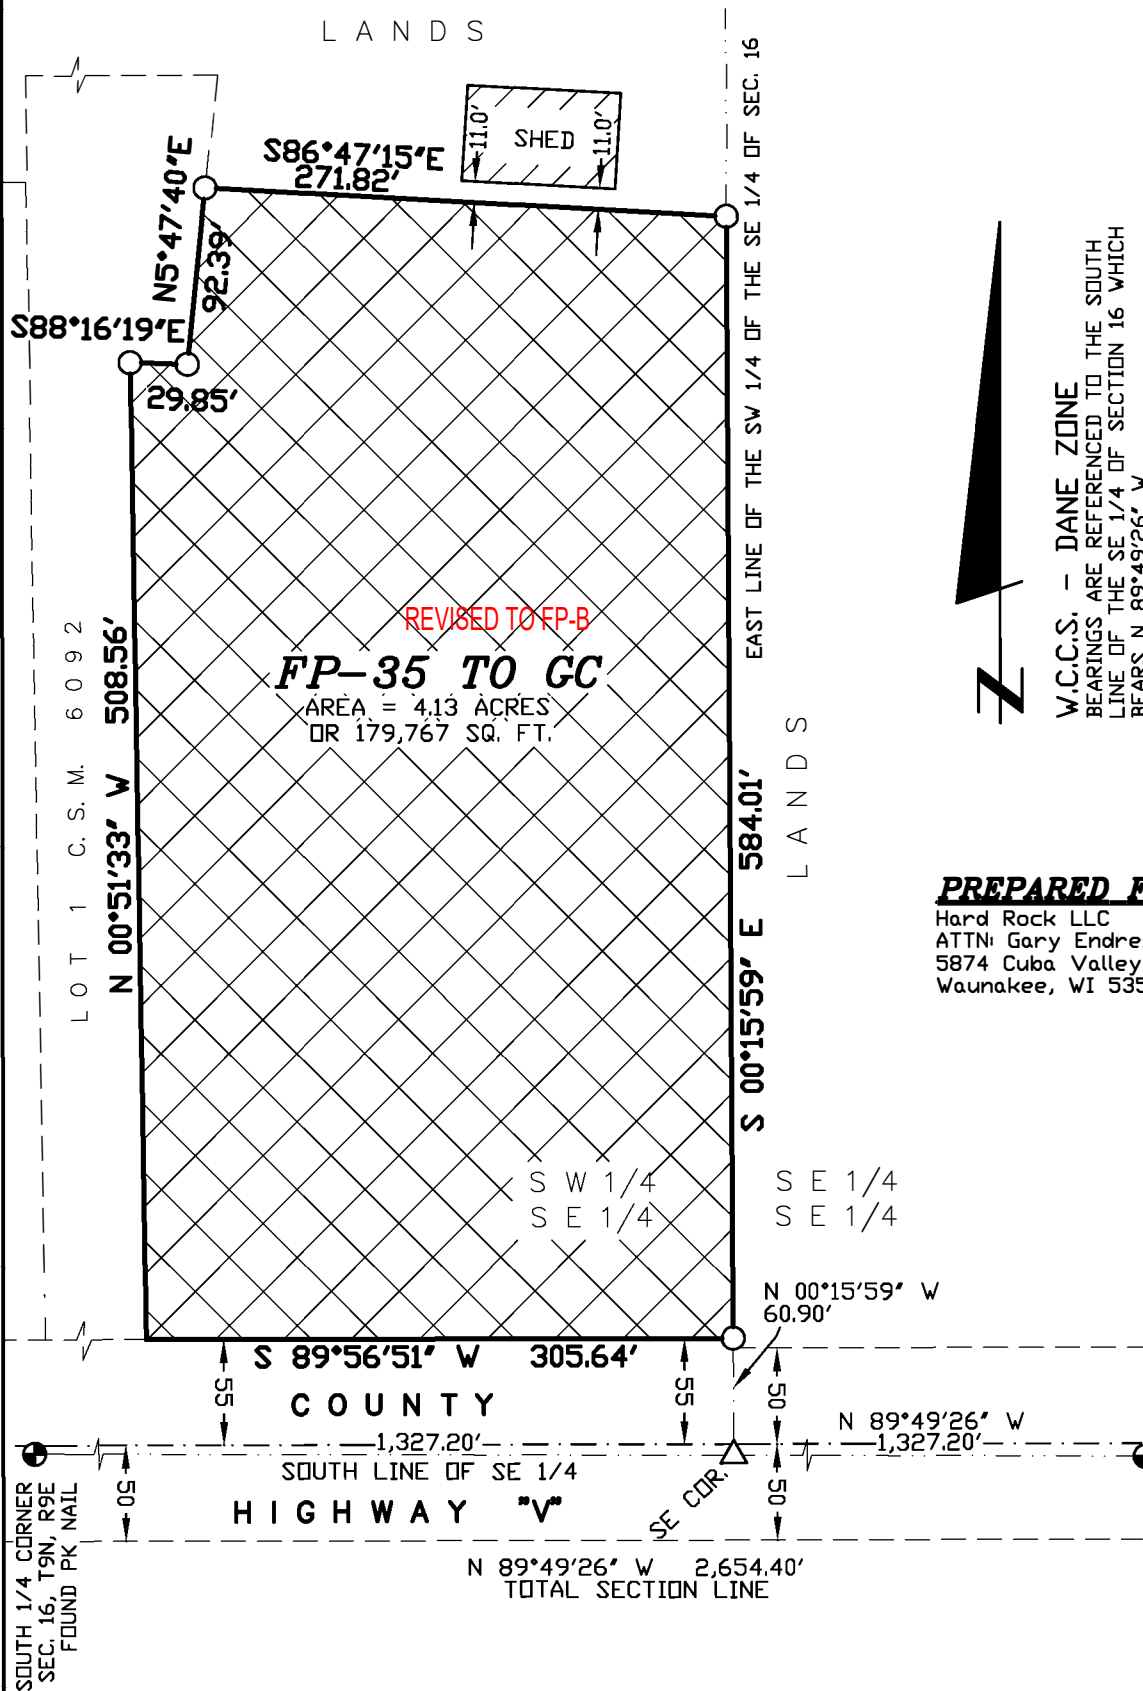 LANDS
S86°47'15"E
271.82'
11.0'
SHED
11.0'
N5°47'40"E
92.39'
S88°16'19"E
29.85'
EAST LINE OF THE SW 1/4 OF THE SE 1/4 OF SEC. 16
W.C.C.S. - DANE ZONE
BEARINGS ARE REFERENCED TO THE SOUTH
LINE OF THE SE 1/4 OF SECTION 16 WHICH
BEARS N 89°49'26" W
N
LOT 1 C.S.M. 6092
N 00°51'33" W 508.56'
REVISED TO FP-B
FP-35 TO GC
AREA = 4.13 ACRES
OR 179,767 SQ. FT.
S 00°15'59" E 584.01'
LANDS
PREPARED F
Hard Rock LLC
ATTN: Gary Endre
5874 Cuba Valley
Waunakee, WI 535
SW 1/4
SE 1/4
SE 1/4
SE 1/4
N 00°15'59" W
60.90'
S 89°56'51" W 305.64'
55
55
50
COUNTY
N 89°49'26" W
1,327.20'
1,327.20'
SOUTH LINE OF SE 1/4
50
HIGHWAY "V"
SE COR.
50
N 89°49'26" W 2,654.40'
TOTAL SECTION LINE
SOUTH 1/4 CORNER
SEC. 16, T9N, R9E
FOUND PK NAIL